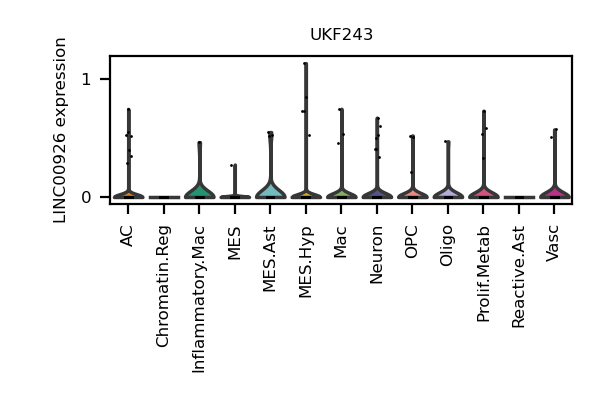 UKF243
LINC00926 expression
1
0
AC
Chromatin.Reg
Inflammatory.Mac
MES
MES.Ast
MES.Hyp
Mac
Neuron
OPC
Oligo
Prolif.Metab
Reactive.Ast
Vasc